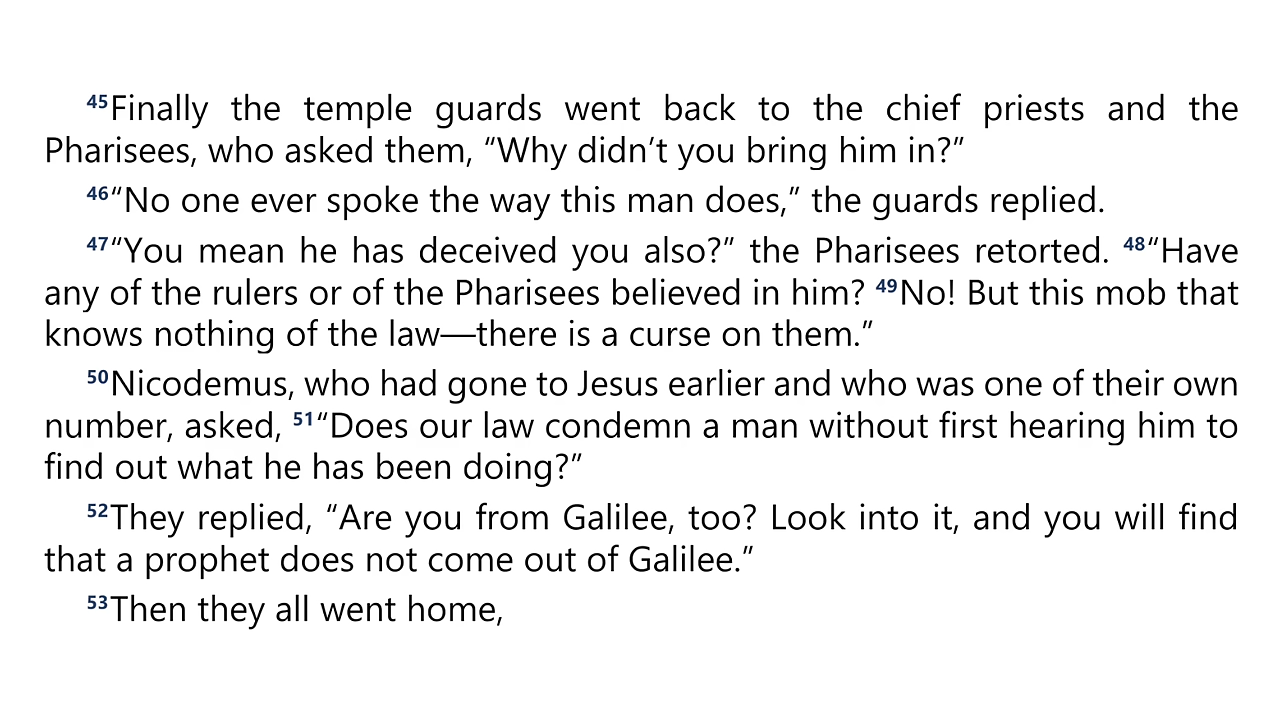 45Finally the temple guards went back to the chief priests and the
Pharisees, who asked them, “Why didn’t you bring him in?”
46“No one ever spoke the way this man does,” the guards replied.
47“You mean he has deceived you also?” the Pharisees retorted. 48“Have
any of the rulers or of the Pharisees believed in him? 49No! But this mob that
knows nothing of the law—there is a curse on them.”
50Nicodemus, who had gone to Jesus earlier and who was one of their own
number, asked, 51“Does our law condemn a man without first hearing him to
find out what he has been doing?”
52They replied, “Are you from Galilee, too? Look into it, and you will find
that a prophet does not come out of Galilee.”
53Then they all went home,